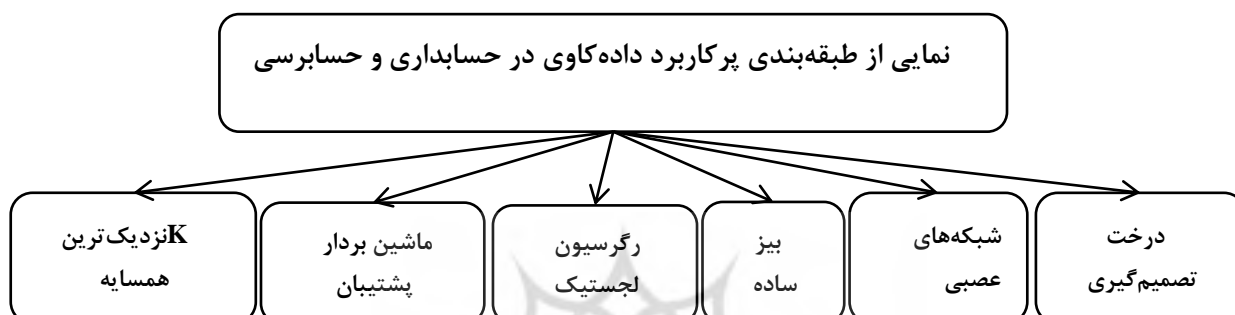 نمایی از طبقه‌بندی پرکاربرد داده‌کاوی در حسابداری و حسابرسی
درخت
تصمیم‌گیری
شبکه‌های
عصبی
بیز
ساده
رگرسیون
لجستیک
ماشین بردار
پشتیبان
Kنزدیک‌ترین
همسایه